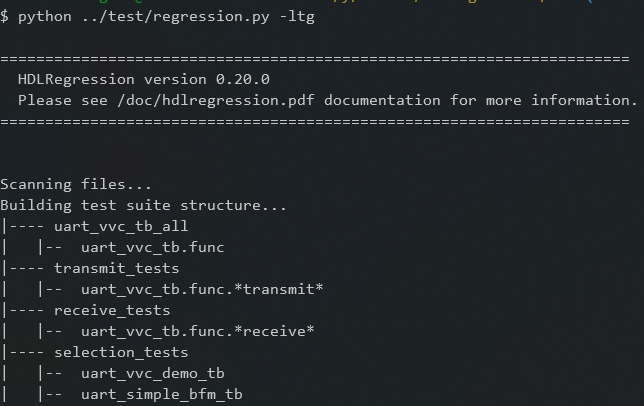 $ python ../test/regression.py -ltg
======================================================================
HDLRegression version 0.20.0
Please see /doc/hdlregression.pdf documentation for more information.
======================================================================
Scanning files...
Building test suite structure...
|---- uart_vvc_tb_all
|   |--  uart_vvc_tb.func
|---- transmit_tests
|   |--  uart_vvc_tb.func.*transmit*
|---- receive_tests
|   |--  uart_vvc_tb.func.*receive*
|---- selection_tests
|   |--  uart_vvc_demo_tb
|   |--  uart_simple_bfm_tb